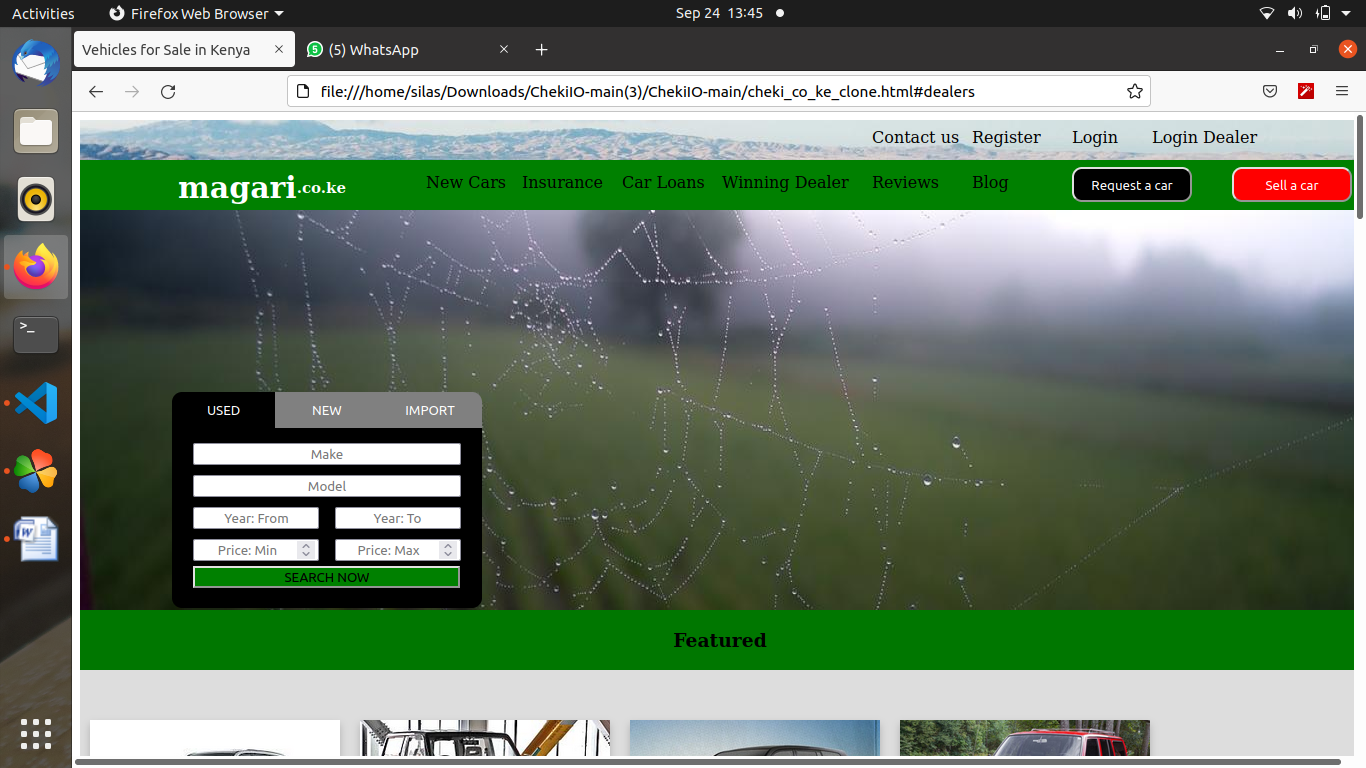 Activities
Firefox Web Browser
Sep 24 13:45
Vehicles for Sale in Kenya
(5) WhatsApp
file:///home/silas/Downloads/ChekiIO-main(3)/ChekiIO-main/cheki_co_ke_clone.html#dealers
Contact us Register Login Login Dealer
magari.co.ke New Cars Insurance Car Loans Winning Dealer Reviews Blog Request a car Sell a car
USED NEW IMPORT
Make
Model
Year: From Year: To
Price: Min Price: Max
SEARCH NOW
Featured